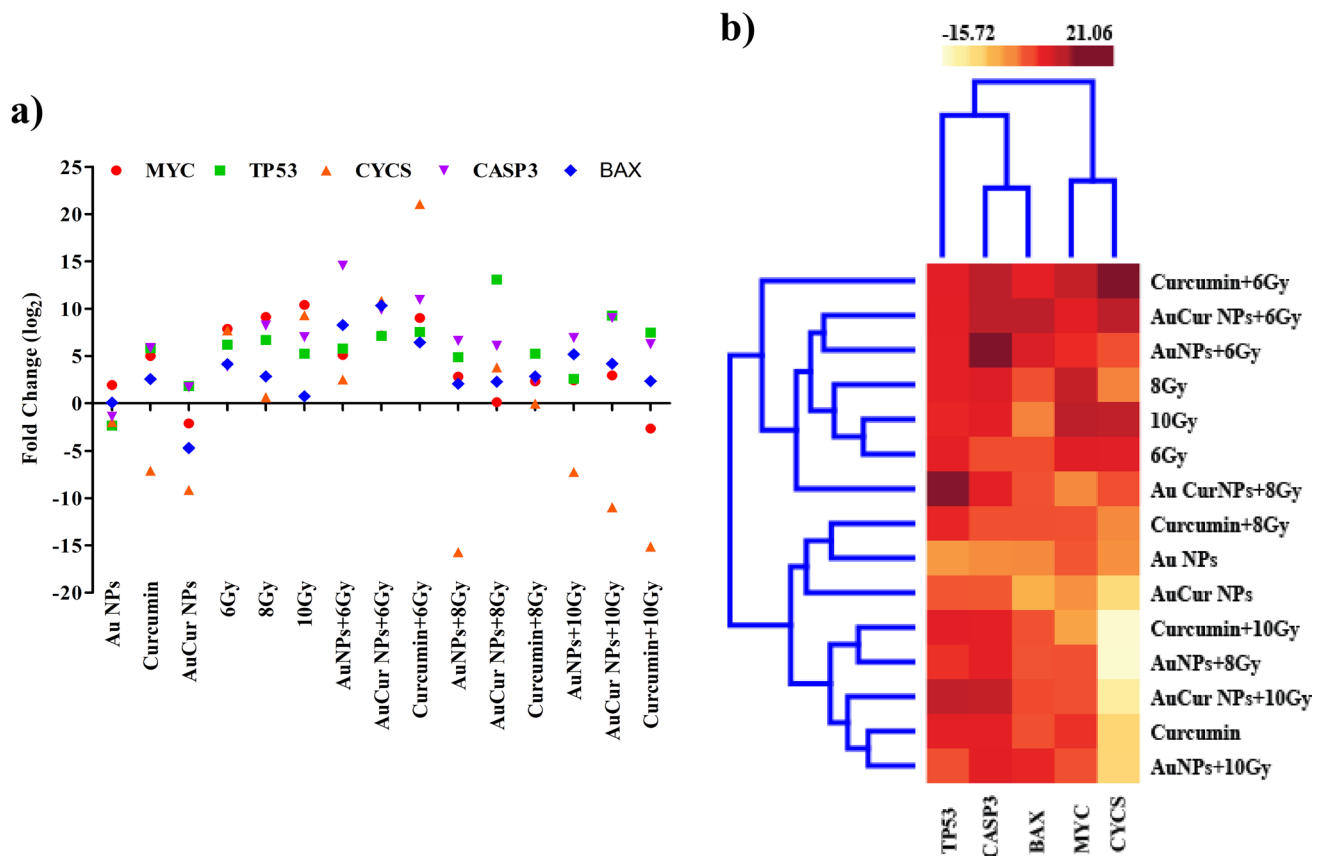 a)
MYC TP53 CYCS CASP3 BAX
Fold Change (log2)
25
20
15
10
5
0
-5
-10
-15
-20
Au NPs
Curcumin
AuCur NPs
6Gy
8Gy
10Gy
AuNPs+6Gy
AuCur NPs+6Gy
Curcumin+6Gy
AuNPs+8Gy
AuCur NPs+8Gy
Curcumin+8Gy
AuNPs+10Gy
AuCur NPs+10Gy
Curcumin+10Gy
b)
-15.72 21.06
Curcumin+6Gy
AuCur NPs+6Gy
AuNPs+6Gy
8Gy
10Gy
6Gy
Au CurNPs+8Gy
Curcumin+8Gy
Au NPs
AuCur NPs
Curcumin+10Gy
AuNPs+8Gy
AuCur NPs+10Gy
Curcumin
AuNPs+10Gy
TP53
CASP3
BAX
MYC
CYCS